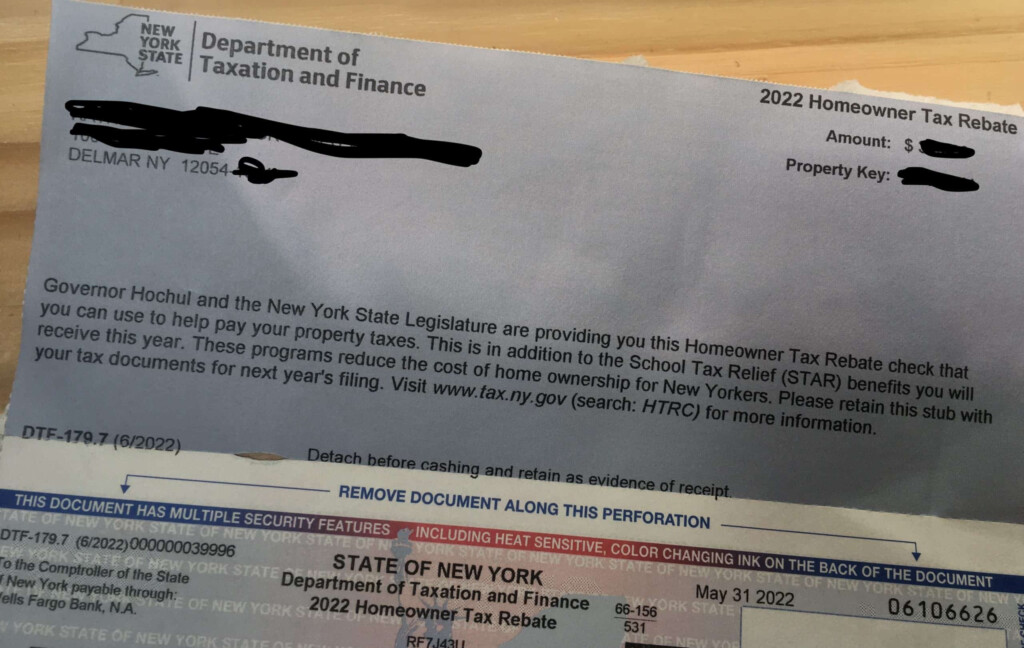 NEW
YORK
STATE
Department of
Taxation and Finance
2022 Homeowner Tax Rebate
Amount: $
Property Key:
DELMAR NY 12054-
Governor Hochul and the New York State Legislature are providing you this Homeowner Tax Rebate check that
you can use to help pay your property taxes. This is in addition to the School Tax Relief (STAR) benefits you will
receive this year. These programs reduce the cost of home ownership for New Yorkers. Please retain this stub with
your tax documents for next year's filing. Visit www.tax.ny.gov (search: HTRC) for more information.
DTF-179.7 (6/2022)
Detach before cashing and retain as evidence of receipt.
REMOVE DOCUMENT ALONG THIS PERFORATION
THIS DOCUMENT HAS MULTIPLE SECURITY FEATURES INCLUDING HEAT SENSITIVE, COLOR CHANGING INK ON THE BACK OF THE DOCUMENT
DTF-179.7 (6/2022)000000039996
To the Comptroller of the State
f New York payable through:
ells Fargo Bank, N.A.
STATE OF NEW YORK
Department of Taxation and Finance
2022 Homeowner Tax Rebate
66-156
531
May 31 2022
06106626
CHECK